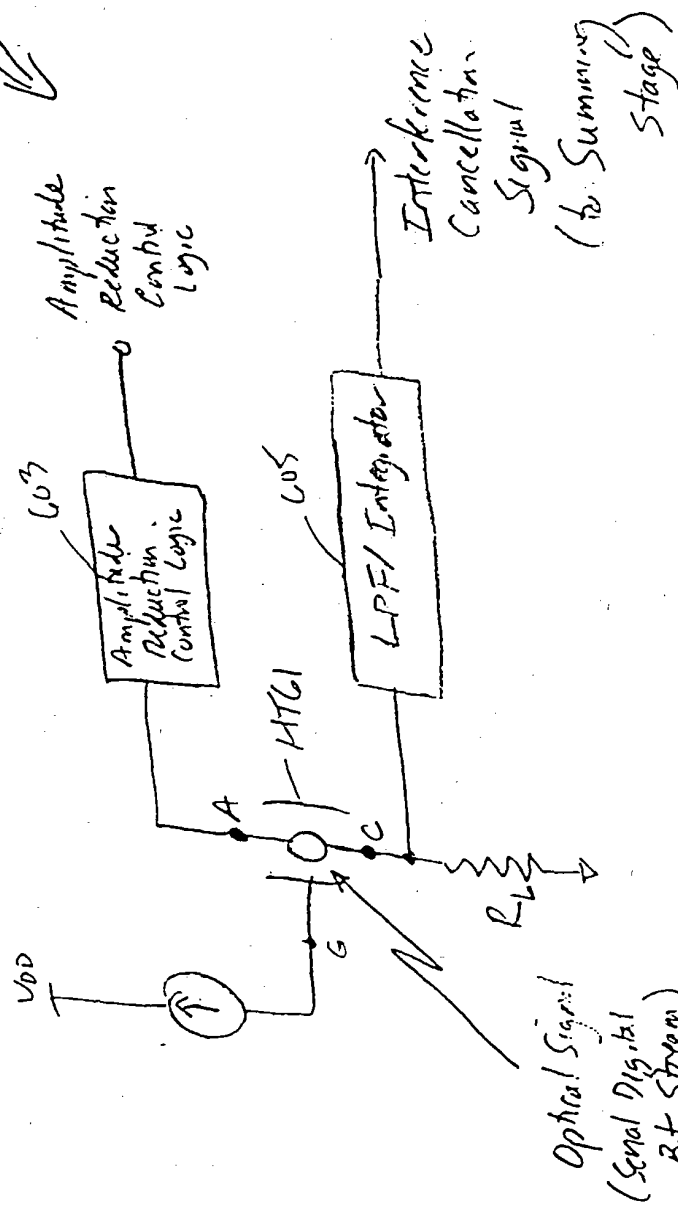 VDD
G
A
C
HTG1
RL
603
Amplitude
Reduction
Control Logic
Amplitude
Reduction
Control
Logic
605
LPF/Integrator
Interference
Cancellation
Signal
(to Summing
Stage)
Optical Signal
(Serial Digital
Bit Stream)